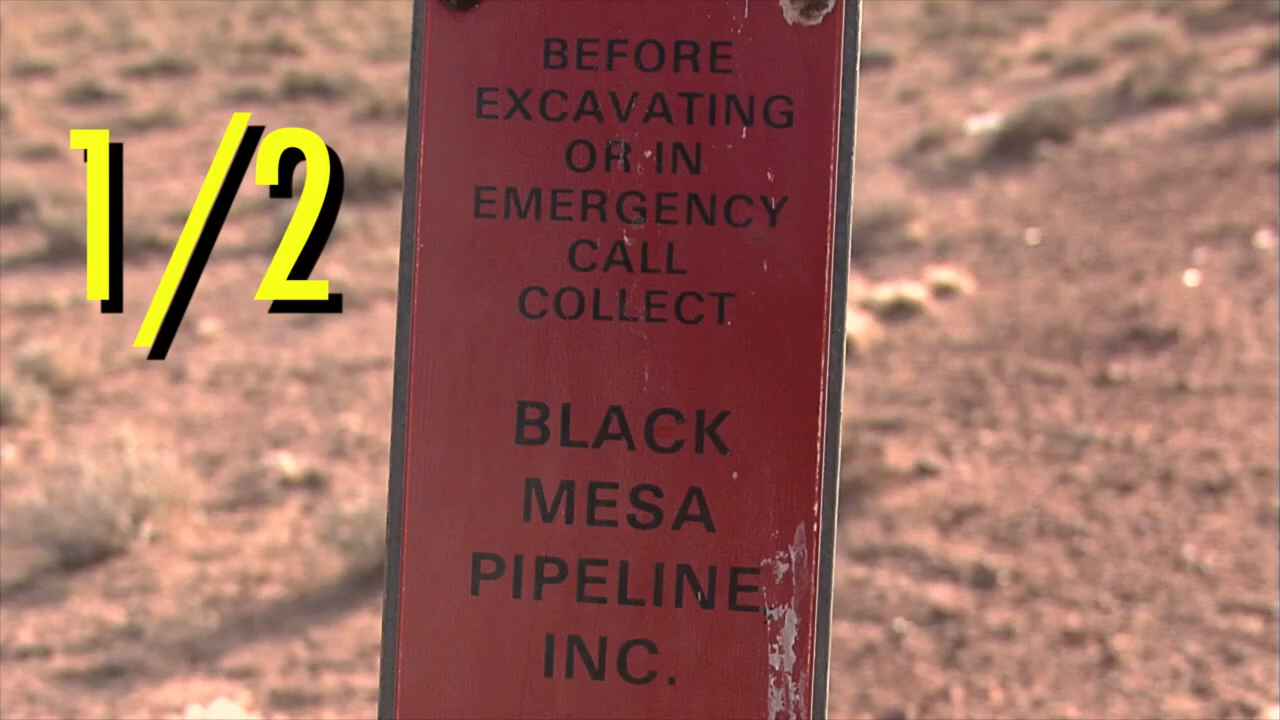 1/2
BEFORE
EXCAVATING
OR IN
EMERGENCY
CALL
COLLECT
BLACK
MESA
PIPELINE
INC.